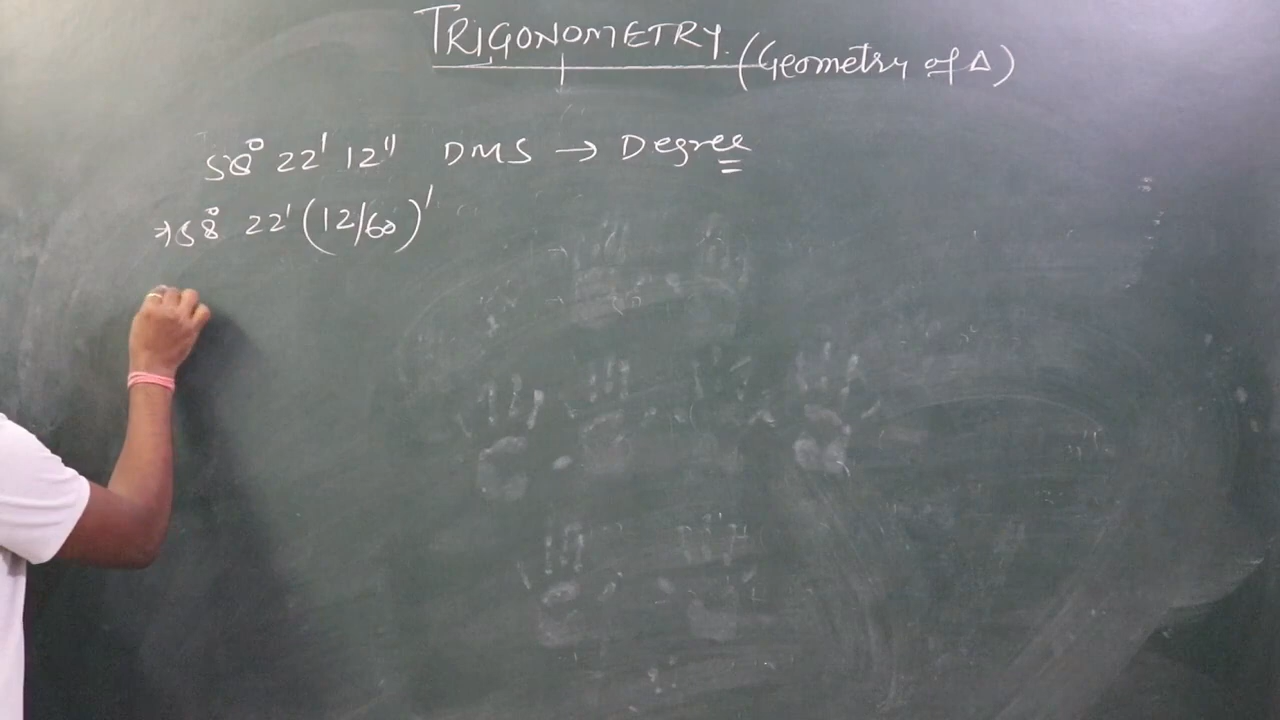 TRIGONOMETRY. (Geometry of Δ)
58° 22' 12" DMS → Degree
⇒ 58° 22' (12/60)'